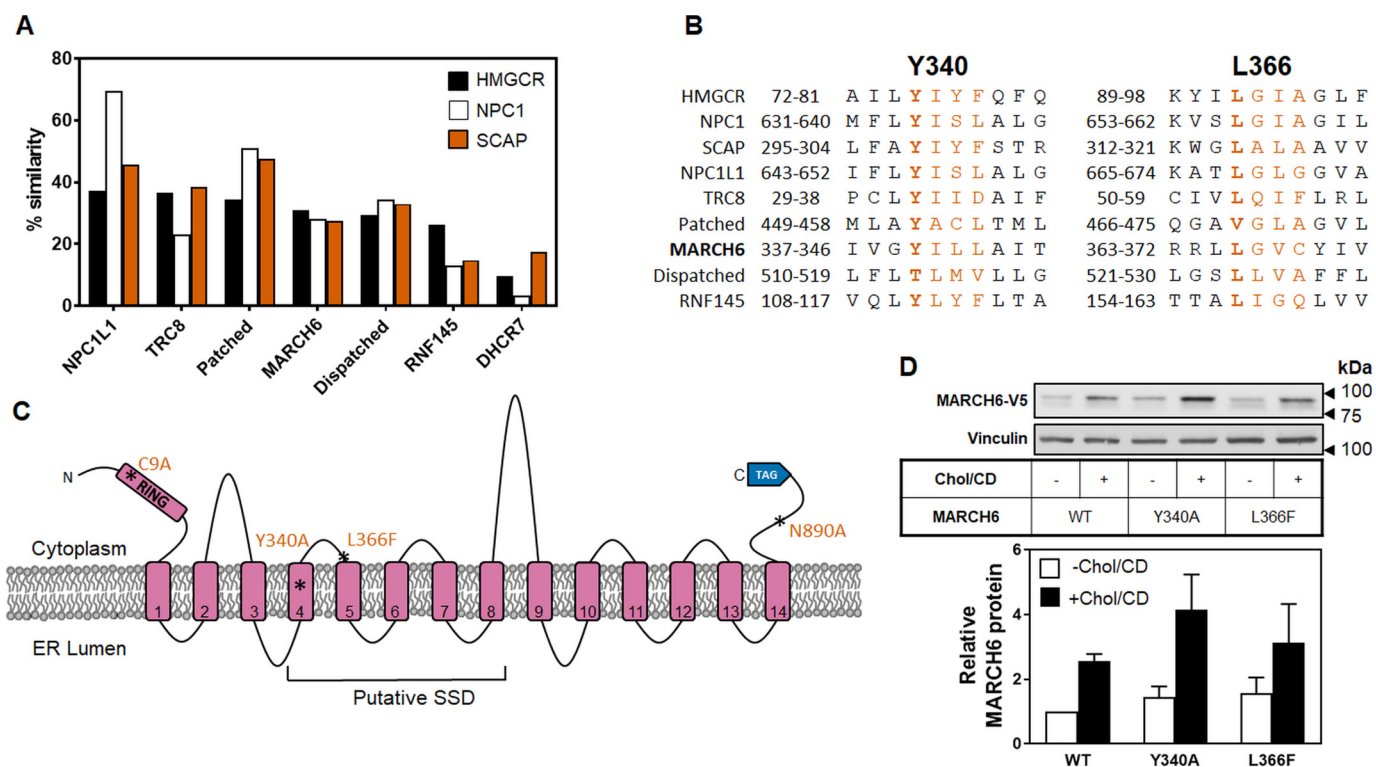 A
80
60
40
20
0
% similarity
HMGCR
NPC1
SCAP
NPC1L1
TRC8
Patched
MARCH6
Dispatched
RNF145
DHCR7
B
Y340 L366
HMGCR 72-81 A I L Y I Y F Q F Q 89-98 K Y I L G I A G L F
NPC1 631-640 M F L Y I S L A L G 653-662 K V S L G I A G I L
SCAP 295-304 L F A Y I Y F S T R 312-321 K W G L A L A A V V
NPC1L1 643-652 I F L Y I S L A L G 665-674 K A T L G L G G V A
TRC8 29-38 P C L Y I I D A I F 50-59 C I V L Q I F L R L
Patched 449-458 M L A Y A C L T M L 466-475 Q G A V G L A G V L
MARCH6 337-346 I V G Y I L L A I T 363-372 R R L L G V C Y I V
Dispatched 510-519 L F L T L M V L L G 521-530 L G S L L V A F F L
RNF145 108-117 V Q L Y L Y F L T A 154-163 T T A L I G Q L V V
C
N
* C9A
RING
Y340A
L366F
*
*
C TAG
* N890A
Cytoplasm
1 2 3 4 5 6 7 8 9 10 11 12 13 14
ER Lumen
Putative SSD
D
kDa
MARCH6-V5
100
75
Vinculin
100
Chol/CD - + - + - +
MARCH6 WT Y340A L366F
6
4
2
0
Relative
MARCH6 protein
-Chol/CD
+Chol/CD
WT Y340A L366F